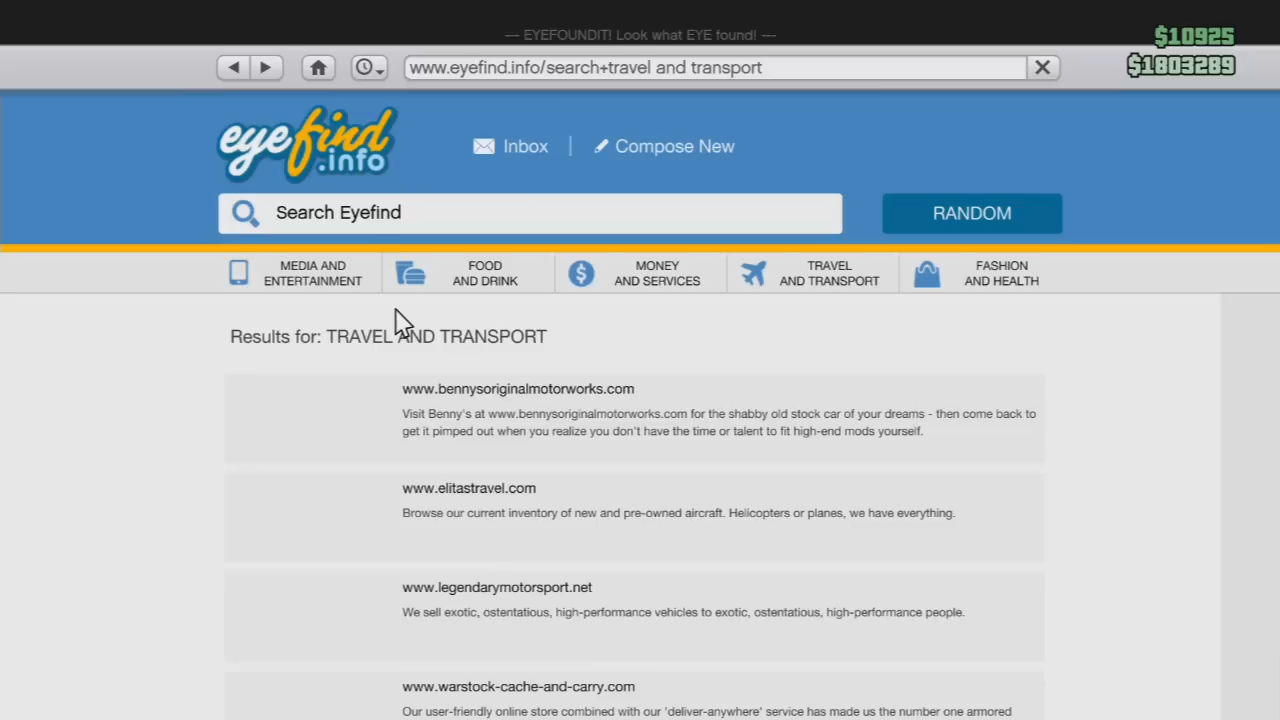 --- EYEFOUNDIT! Look what EYE found! ---
$10925
www.eyefind.info/search+travel and transport
$1803289
eyefind
.info
Inbox
Compose New
Search Eyefind
RANDOM
MEDIA AND
ENTERTAINMENT
FOOD
AND DRINK
MONEY
AND SERVICES
TRAVEL
AND TRANSPORT
FASHION
AND HEALTH
Results for: TRAVEL AND TRANSPORT
www.bennysoriginalmotorworks.com
Visit Benny's at www.bennysoriginalmotorworks.com for the shabby old stock car of your dreams - then come back to
get it pimped out when you realize you don't have the time or talent to fit high-end mods yourself.
www.elitastravel.com
Browse our current inventory of new and pre-owned aircraft. Helicopters or planes, we have everything.
www.legendarymotorsport.net
We sell exotic, ostentatious, high-performance vehicles to exotic, ostentatious, high-performance people.
www.warstock-cache-and-carry.com
Our user-friendly online store combined with our 'deliver-anywhere' service has made us the number one armored